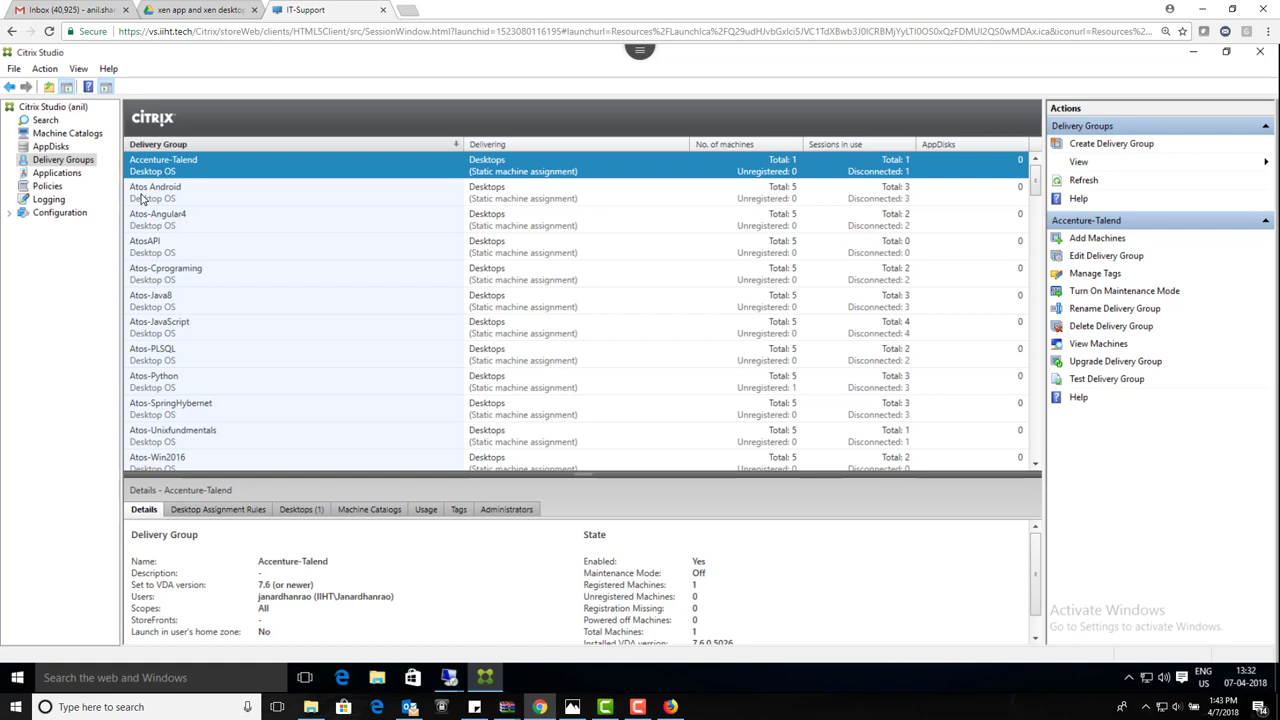 Inbox (40,925) - anil.sha
xen app and xen deskto
IT-Support
Secure
https://vs.iiht.tech/Citrix/storeWeb/clients/HTML5Client/src/SessionWindow.html?launchid=1523080116195#launchurl=Resources%2FLaunchIca%2F
Citrix Studio
File Action View Help
Citrix Studio (anil)
Search
Machine Catalogs
AppDisks
Delivery Groups
Applications
Policies
Logging
Configuration
CİTRIX
Delivery Group Delivering No. of machines Sessions in use AppDisks
Accenture-Talend Desktops Total: 1 Total: 1 0
Desktop OS (Static machine assignment) Unregistered: 0 Disconnected: 1
Atos Android Desktops Total: 5 Total: 3 0
Desktop OS (Static machine assignment) Unregistered: 0 Disconnected: 3
Atos-Angular4 Desktops Total: 5 Total: 2 0
Desktop OS (Static machine assignment) Unregistered: 0 Disconnected: 2
AtosAPI Desktops Total: 5 Total: 0 0
Desktop OS (Static machine assignment) Unregistered: 0 Disconnected: 0
Atos-Cprograming Desktops Total: 5 Total: 2 0
Desktop OS (Static machine assignment) Unregistered: 0 Disconnected: 2
Atos-Java8 Desktops Total: 5 Total: 3 0
Desktop OS (Static machine assignment) Unregistered: 0 Disconnected: 3
Atos-JavaScript Desktops Total: 5 Total: 4 0
Desktop OS (Static machine assignment) Unregistered: 0 Disconnected: 4
Atos-PLSQL Desktops Total: 5 Total: 2 0
Desktop OS (Static machine assignment) Unregistered: 0 Disconnected: 2
Atos-Python Desktops Total: 5 Total: 3 0
Desktop OS (Static machine assignment) Unregistered: 1 Disconnected: 3
Atos-SpringHybernet Desktops Total: 5 Total: 3 0
Desktop OS (Static machine assignment) Unregistered: 0 Disconnected: 3
Atos-Unixfundmentals Desktops Total: 5 Total: 1 0
Desktop OS (Static machine assignment) Unregistered: 0 Disconnected: 1
Atos-Win2016 Desktops Total: 5 Total: 2 0
Desktop OS (Static machine assignment) Unregistered: 0 Disconnected: 0
Details - Accenture-Talend
Details Desktop Assignment Rules Desktops (1) Machine Catalogs Usage Tags Administrators
Delivery Group State
Name: Accenture-Talend Enabled: Yes
Description: - Maintenance Mode: Off
Set to VDA version: 7.6 (or newer) Registered Machines: 1
Users: janardhanrao (IIHT\Janardhanrao) Unregistered Machines: 0
Scopes: All Registration Missing: 0
StoreFronts: - Powered off Machines: 0
Launch in user's home zone: No Total Machines: 1
Installed VDA version: 7.6.0.5026
Actions
Delivery Groups
Create Delivery Group
View
Refresh
Help
Accenture-Talend
Add Machines
Edit Delivery Group
Manage Tags
Turn On Maintenance Mode
Rename Delivery Group
Delete Delivery Group
View Machines
Upgrade Delivery Group
Test Delivery Group
Help
Activate Windows
Go to Settings to activate Windows.
Search the web and Windows
ENG 13:32
US 07-04-2018
Type here to search
1:43 PM
4/7/2018
14